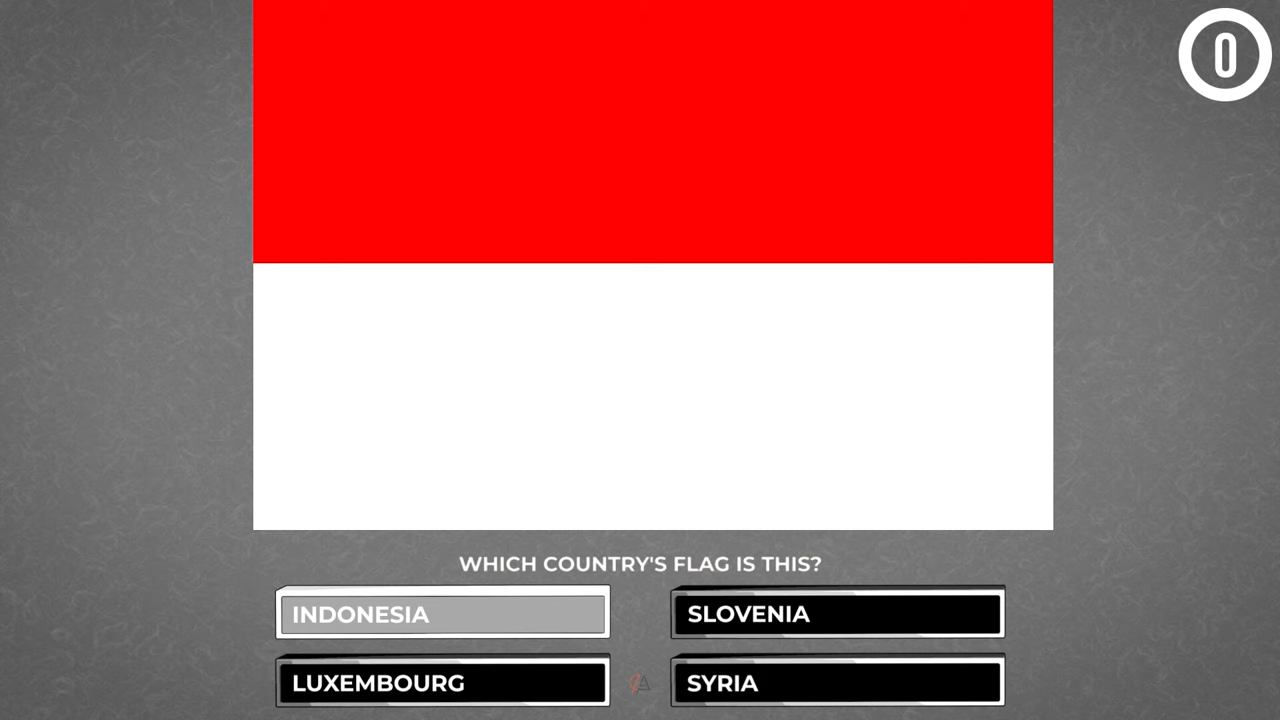 0
WHICH COUNTRY'S FLAG IS THIS?
INDONESIA
SLOVENIA
LUXEMBOURG
SYRIA